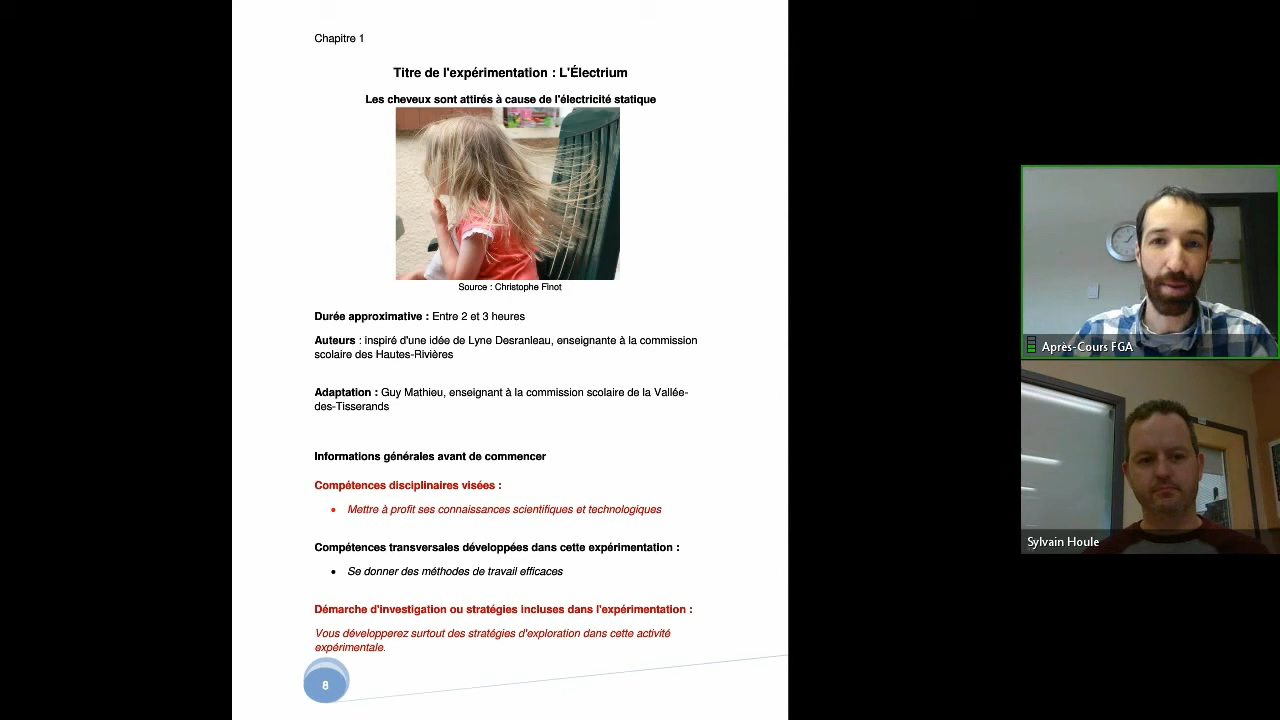 Chapitre 1
Titre de l'expérimentation : L'Électrium
Les cheveux sont attirés à cause de l'électricité statique
Source : Christophe Finot
Durée approximative : Entre 2 et 3 heures
Auteurs : inspiré d'une idée de Lyne Desranleau, enseignante à la commission
scolaire des Hautes-Rivières
Adaptation : Guy Mathieu, enseignant à la commission scolaire de la Vallée-
des-Tisserands
Informations générales avant de commencer
Compétences disciplinaires visées :
• Mettre à profit ses connaissances scientifiques et technologiques
Compétences transversales développées dans cette expérimentation :
• Se donner des méthodes de travail efficaces
Démarche d'investigation ou stratégies incluses dans l'expérimentation :
Vous développerez surtout des stratégies d'exploration dans cette activité
expérimentale.
8
Après-Cours FGA
Sylvain Houle